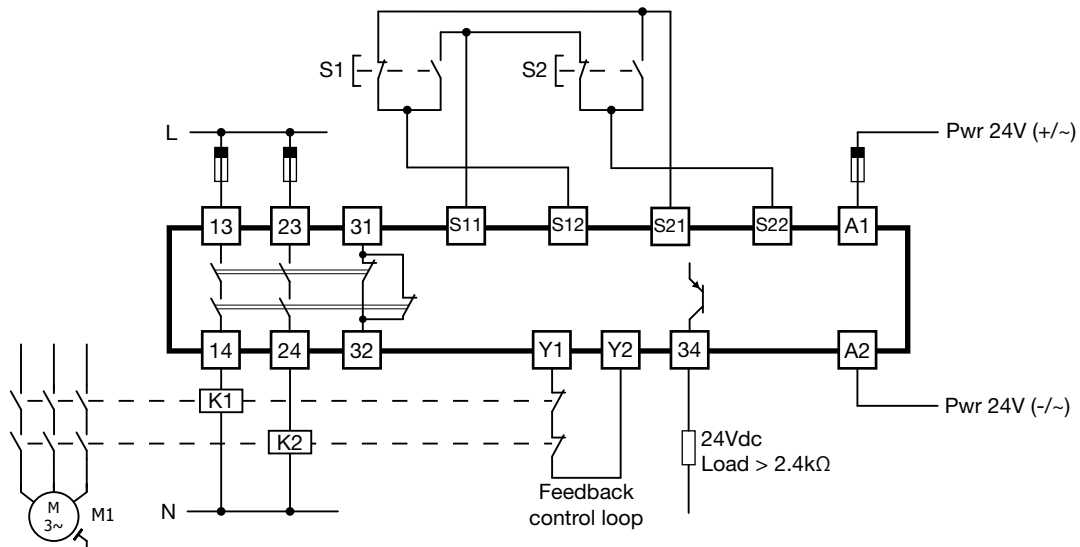 S1
S2
L
Pwr 24V (+/~)
13
23
31
S11
S12
S21
S22
A1
14
24
32
Y1
Y2
34
A2
K1
K2
Pwr 24V (-/~)
24Vdc
Load > 2.4kΩ
Feedback
control loop
N
M
3~
M1